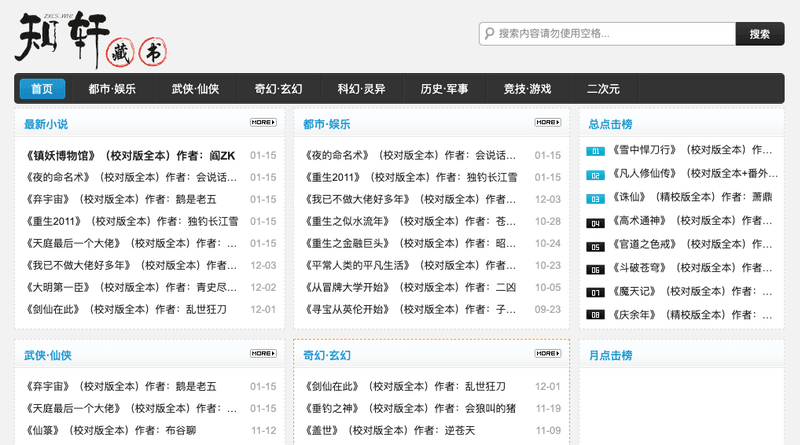 zxcs.me
知轩
藏书
搜索内容请勿使用空格...
搜索
首页 都市·娱乐 武侠·仙侠 奇幻·玄幻 科幻·灵异 历史·军事 竞技·游戏 二次元
最新小说 MORE
《镇妖博物馆》（校对版全本）作者：阎ZK 01-15
《夜的命名术》（校对版全本）作者：会说话... 01-15
《弃宇宙》（校对版全本）作者：鹅是老五 01-15
《重生2011》（校对版全本）作者：独钓长江雪 01-15
《天庭最后一个大佬》（校对版全本）作者：... 01-15
《我已不做大佬好多年》（校对版全本）作者：... 12-03
《大明第一臣》（校对版全本）作者：青史尽... 12-02
《剑仙在此》（校对版全本）作者：乱世狂刀 12-01
都市·娱乐 MORE
《夜的命名术》（校对版全本）作者：会说话... 01-15
《重生2011》（校对版全本）作者：独钓长江雪 01-15
《我已不做大佬好多年》（校对版全本）作者：... 12-03
《重生之似水流年》（校对版全本）作者：苍... 10-28
《重生之金融巨头》（校对版全本）作者：昭... 10-24
《平常人类的平凡生活》（校对版全本）作者：... 10-23
《从冒牌大学开始》（校对版全本）作者：二凶 10-05
《寻宝从英伦开始》（校对版全本）作者：子... 09-23
总点击榜
01 《雪中悍刀行》（校对版全本）作...
02 《凡人修仙传》（校对版全本+番外...
03 《诛仙》（精校版全本）作者：萧鼎
04 《高术通神》（校对版全本）作者：...
05 《官道之色戒》（校对版全本）作...
06 《斗破苍穹》（校对版全本）作者：...
07 《魔天记》（校对版全本）作者：...
08 《庆余年》（精校版全本）作者：...
武侠·仙侠 MORE
《弃宇宙》（校对版全本）作者：鹅是老五 01-15
《天庭最后一个大佬》（校对版全本）作者：... 01-15
《仙箓》（校对版全本）作者：布谷聊 11-12
奇幻·玄幻 MORE
《剑仙在此》（校对版全本）作者：乱世狂刀 12-01
《垂钓之神》（校对版全本）作者：会狼叫的猪 11-19
《盖世》（校对版全本）作者：逆苍天 11-09
月点击榜